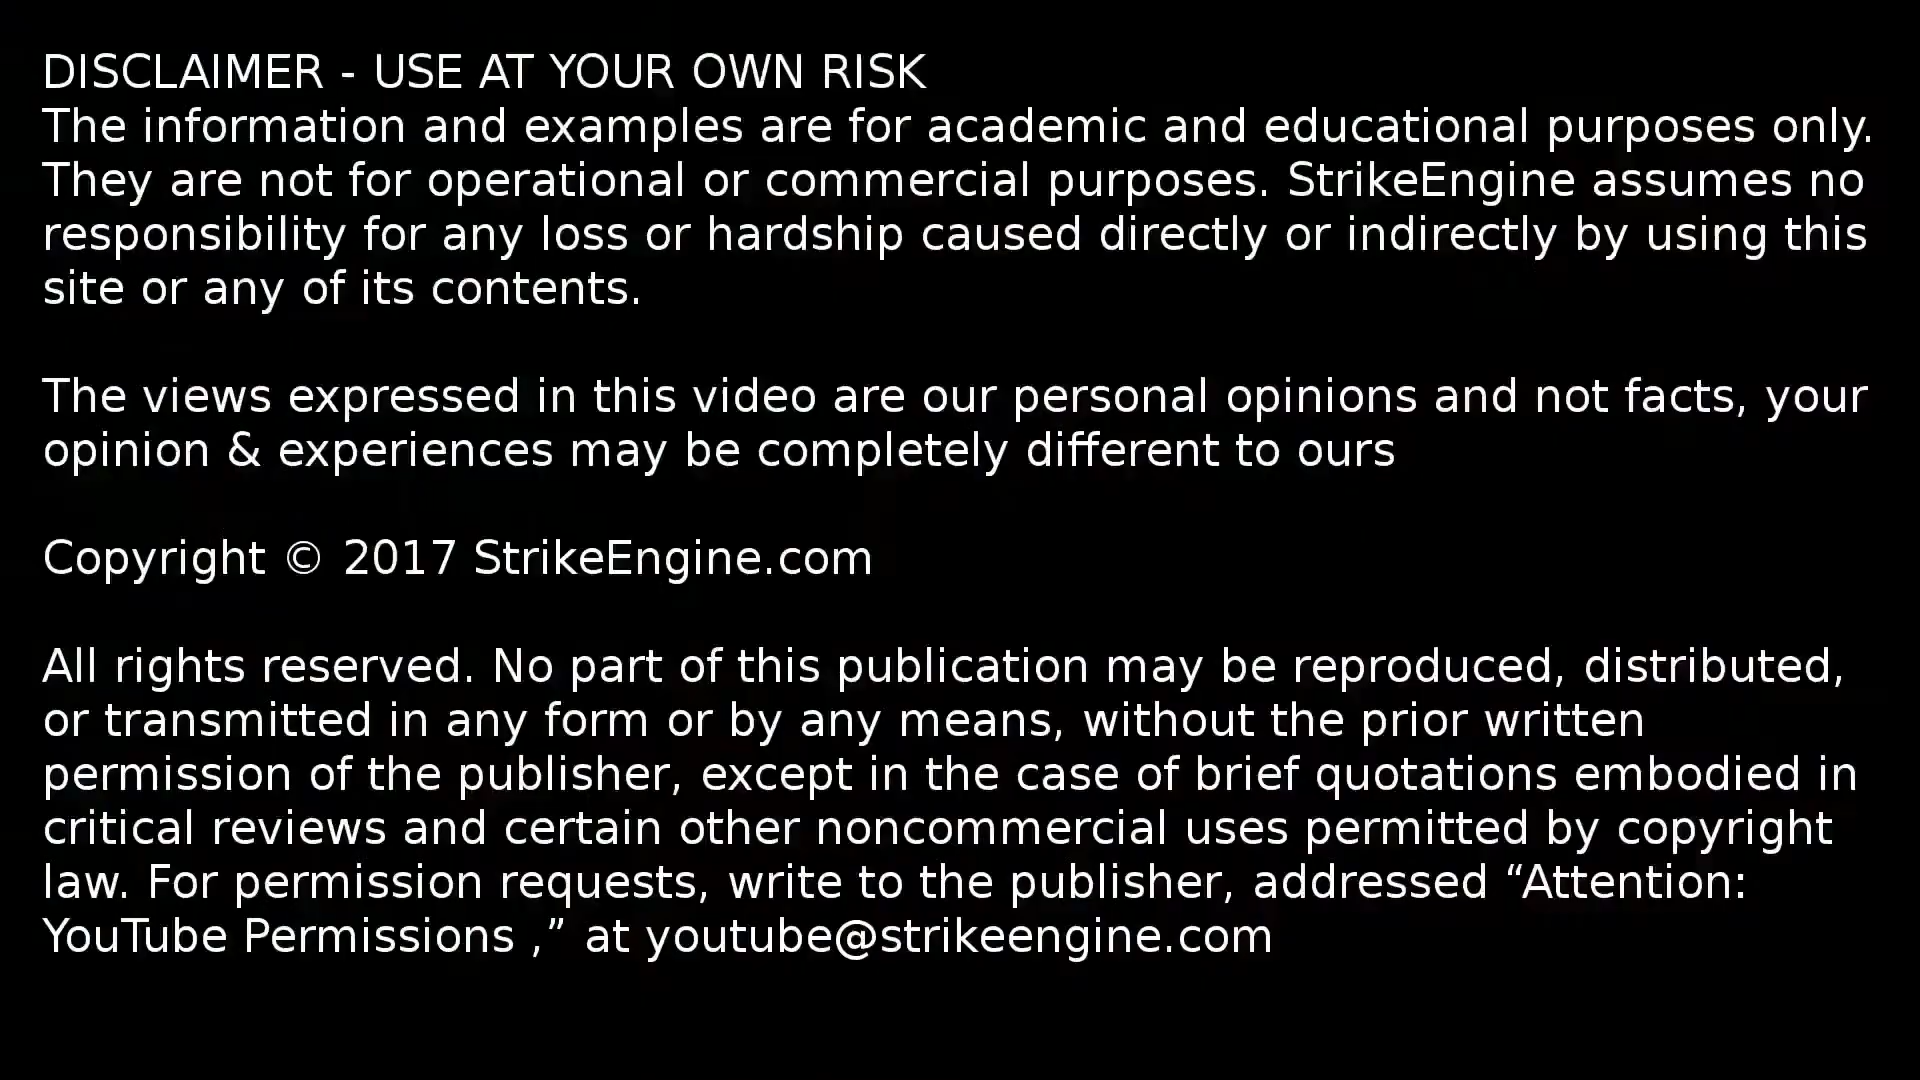 DISCLAIMER - USE AT YOUR OWN RISK
The information and examples are for academic and educational purposes only.
They are not for operational or commercial purposes. StrikeEngine assumes no
responsibility for any loss or hardship caused directly or indirectly by using this
site or any of its contents.
The views expressed in this video are our personal opinions and not facts, your
opinion & experiences may be completely different to ours
Copyright © 2017 StrikeEngine.com
All rights reserved. No part of this publication may be reproduced, distributed,
or transmitted in any form or by any means, without the prior written
permission of the publisher, except in the case of brief quotations embodied in
critical reviews and certain other noncommercial uses permitted by copyright
law. For permission requests, write to the publisher, addressed “Attention:
YouTube Permissions ,” at youtube@strikeengine.com